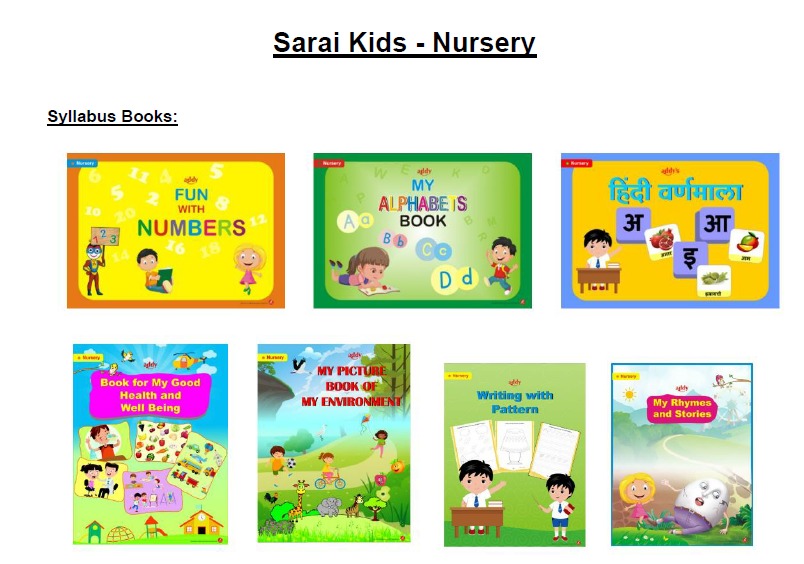 Sarai Kids - Nursery
Syllabus Books:
Nursery
FUN
WITH
NUMBERS
Nursery
MY
ALPHABETS
BOOK
Aa
Bb
Cc
Dd
Nursery
हिंदी वर्णमाला
अ
आ
इ
अनार
आम
Nursery
Book for My Good
Health and
Well Being
Nursery
MY PICTURE
BOOK OF
MY ENVIRONMENT
Nursery
Writing with
Pattern
Nursery
My Rhymes
and Stories